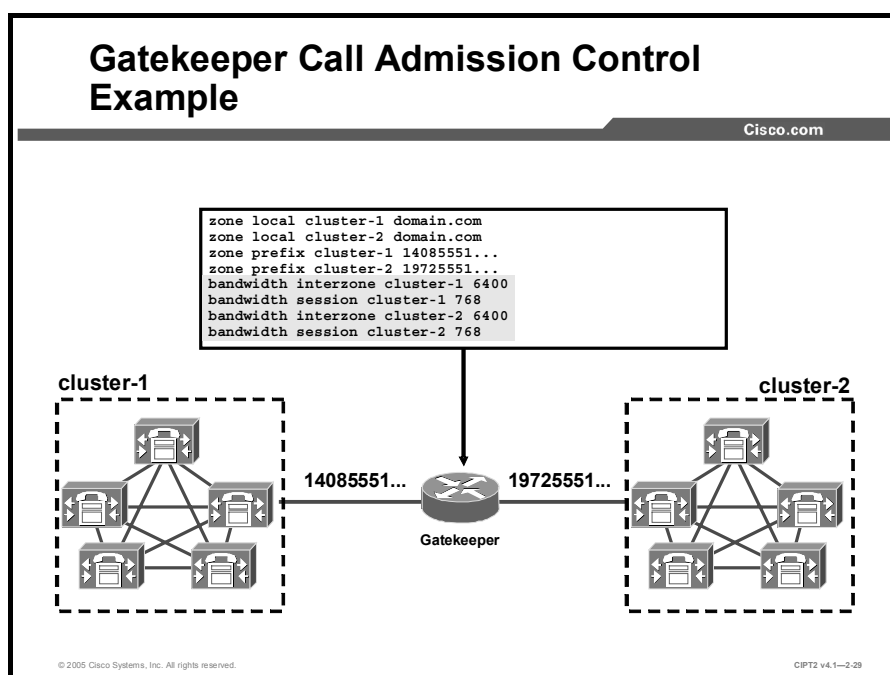 Gatekeeper Call Admission Control
Example
Cisco.com
zone local cluster-1 domain.com
zone local cluster-2 domain.com
zone prefix cluster-1 14085551...
zone prefix cluster-2 19725551...
bandwidth interzone cluster-1 6400
bandwidth session cluster-1 768
bandwidth interzone cluster-2 6400
bandwidth session cluster-2 768
cluster-1
cluster-2
14085551...
19725551...
Gatekeeper
© 2005 Cisco Systems, Inc. All rights reserved.
CIPT2 v4.1—2-29